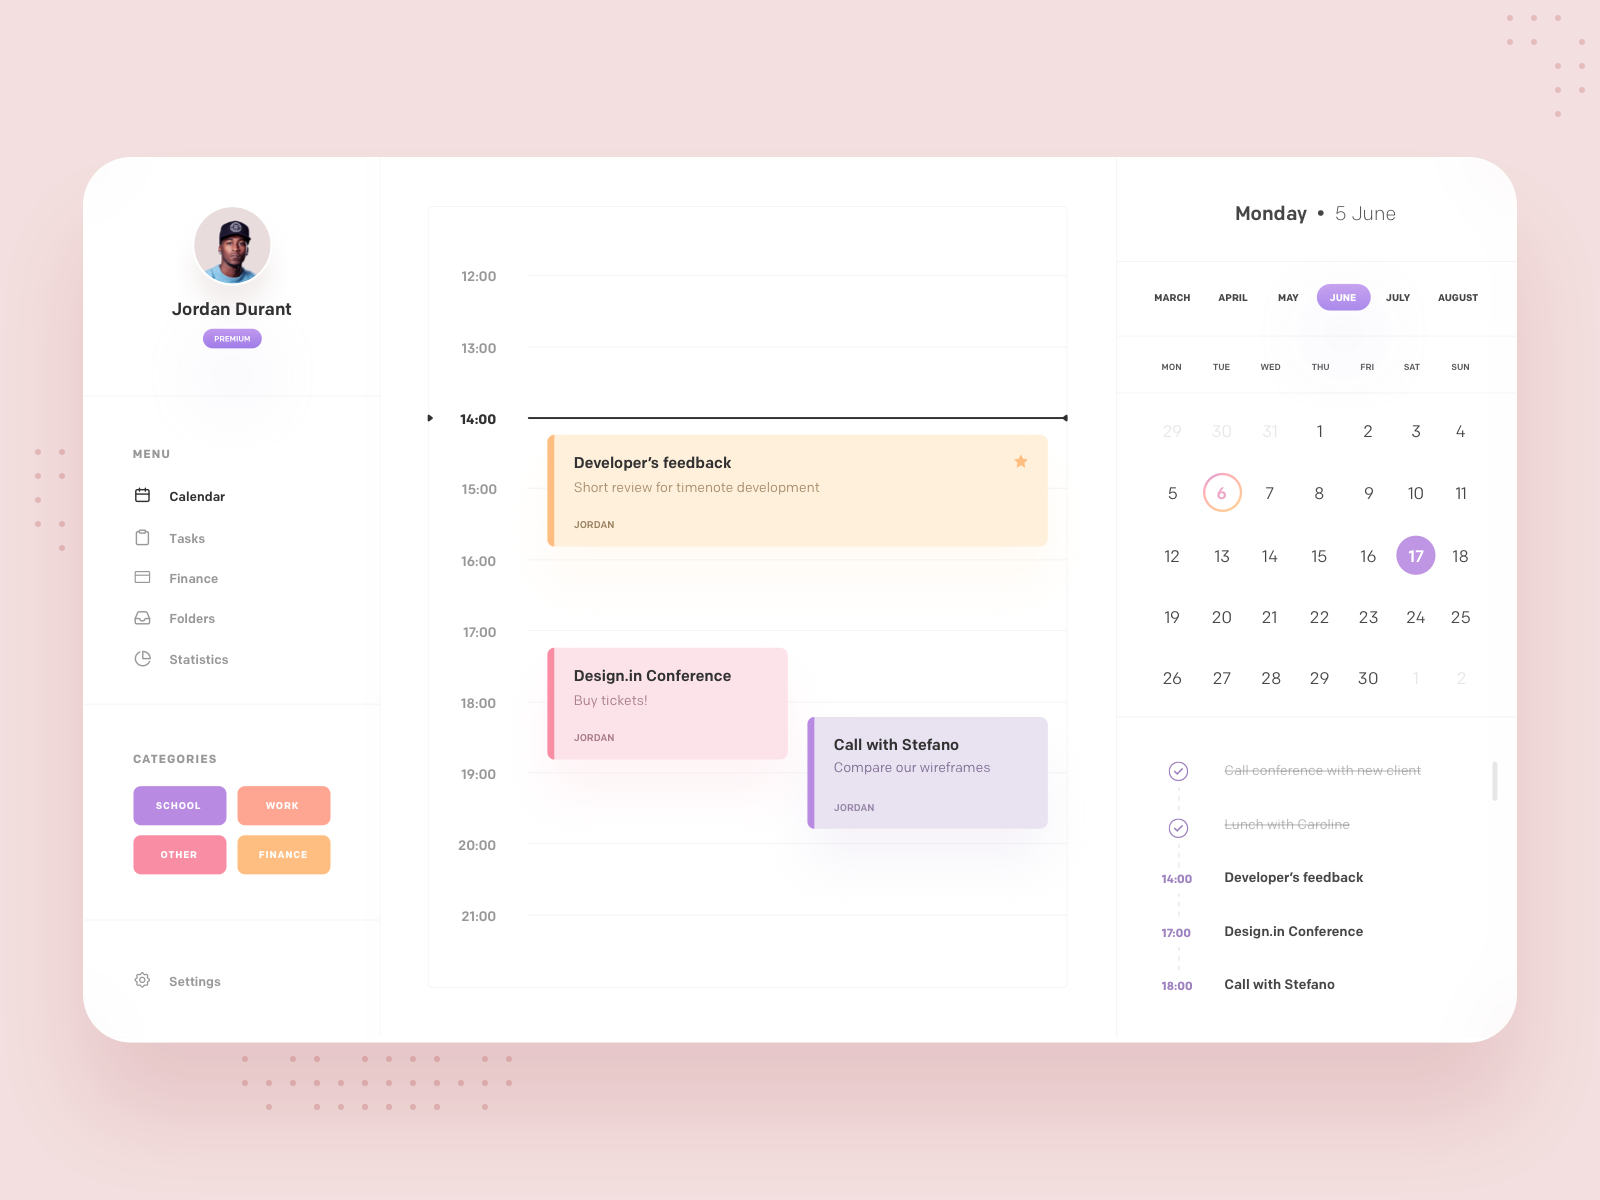 Jordan Durant
PREMIUM
MENU
Calendar
Tasks
Finance
Folders
Statistics
CATEGORIES
SCHOOL WORK
OTHER FINANCE
Settings
12:00
13:00
14:00
Developer's feedback
Short review for timenote development
JORDAN
15:00
16:00
17:00
Design.in Conference
Buy tickets!
JORDAN
18:00
Call with Stefano
Compare our wireframes
JORDAN
19:00
20:00
21:00
Monday • 5 June
MARCH APRIL MAY JUNE JULY AUGUST
MON TUE WED THU FRI SAT SUN
29 30 31 1 2 3 4
5 6 7 8 9 10 11
12 13 14 15 16 17 18
19 20 21 22 23 24 25
26 27 28 29 30 1 2
Call conference with new client
Lunch with Caroline
14:00 Developer's feedback
17:00 Design.in Conference
18:00 Call with Stefano